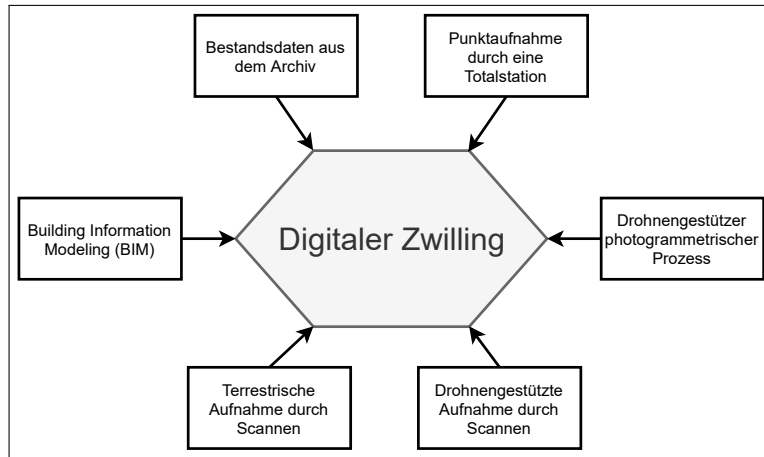 Bestandsdaten aus
dem Archiv
Punktaufnahme
durch eine
Totalstation
Building Information
Modeling (BIM)
Digitaler Zwilling
Drohnengestützer
photogrammetrischer
Prozess
Terrestrische
Aufnahme durch
Scannen
Drohnengestützte
Aufnahme durch
Scannen